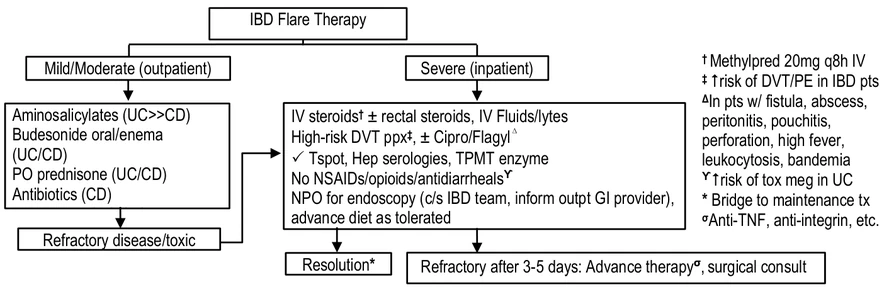 IBD Flare Therapy
Mild/Moderate (outpatient)
Severe (inpatient)
Aminosalicylates (UC>>CD)
Budesonide oral/enema
(UC/CD)
PO prednisone (UC/CD)
Antibiotics (CD)
Refractory disease/toxic
IV steroids† ± rectal steroids, IV Fluids/lytes
High-risk DVT ppx‡, ± Cipro/Flagyl^Δ
✓ Tspot, Hep serologies, TPMT enzyme
No NSAIDs/opioids/antidiarrhealsϒ
NPO for endoscopy (c/s IBD team, inform outpt GI provider),
advance diet as tolerated
Resolution*
Refractory after 3-5 days: Advance therapyσ, surgical consult
† Methylpred 20mg q8h IV
‡ ↑risk of DVT/PE in IBD pts
ΔIn pts w/ fistula, abscess,
peritonitis, pouchitis,
perforation, high fever,
leukocytosis, bandemia
ϒ↑risk of tox meg in UC
* Bridge to maintenance tx
σAnti-TNF, anti-integrin, etc.